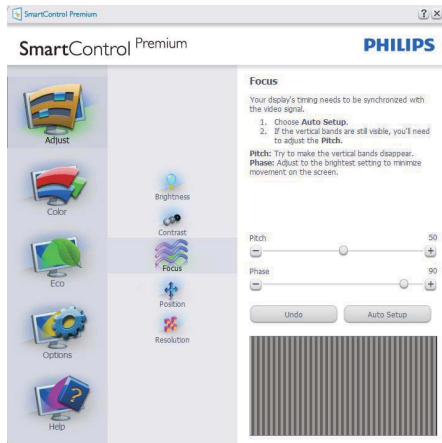 SmartControl Premium
SmartControl Premium
PHILIPS
Adjust
Color
Eco
Options
Help
Brightness
Contrast
Focus
Position
Resolution
Focus
Your display's timing needs to be synchronized with
the video signal.
1. Choose Auto Setup.
2. If the vertical bands are still visible, you'll need
to adjust the Pitch.
Pitch: Try to make the vertical bands disappear.
Phase: Adjust to the brightest setting to minimize
movement on the screen.
Pitch 50
Phase 90
Undo Auto Setup